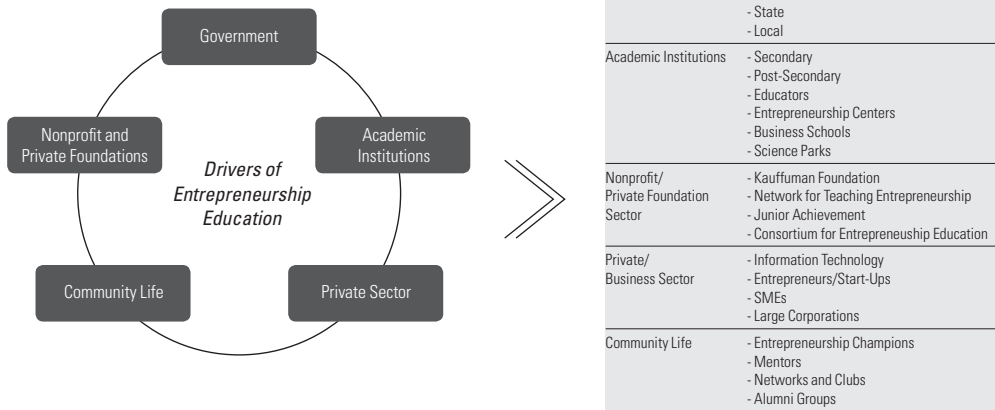 Government
Nonprofit and
Private Foundations
Academic
Institutions
Drivers of
Entrepreneurship
Education
Community Life
Private Sector
- State
- Local
Academic Institutions
- Secondary
- Post-Secondary
- Educators
- Entrepreneurship Centers
- Business Schools
- Science Parks
Nonprofit/
Private Foundation
Sector
- Kauffuman Foundation
- Network for Teaching Entrepreneurship
- Junior Achievement
- Consortium for Entrepreneuship Education
Private/
Business Sector
- Information Technology
- Entrepreneurs/Start-Ups
- SMEs
- Large Corporations
Community Life
- Entrepreneurship Champions
- Mentors
- Networks and Clubs
- Alumni Groups